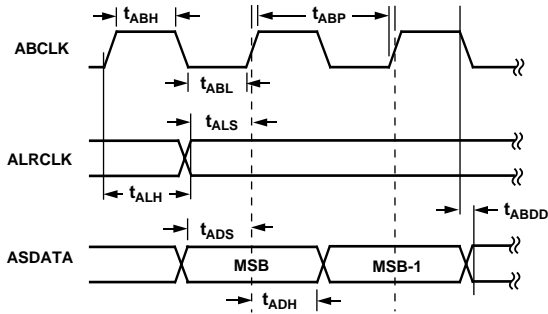 tABH
tABP
ABCLK
tABL
tALS
ALRCLK
tALH
tABDD
tADS
ASDATA
MSB
MSB-1
tADH